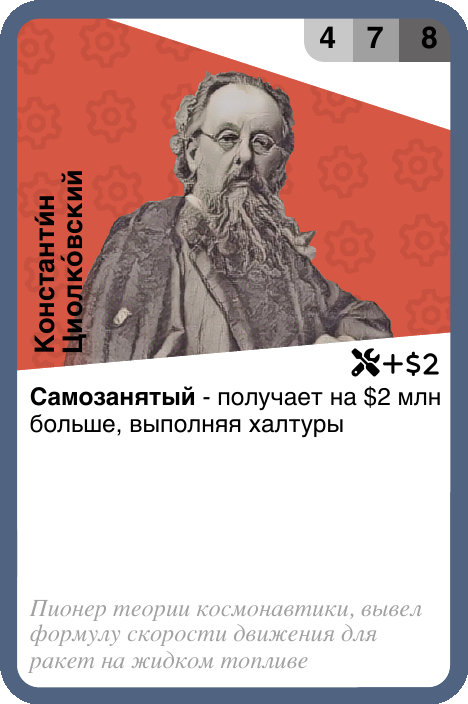 4 7 8
Константи́н
Циолко́вский
+$2
Самозанятый - получает на $2 млн
больше, выполняя халтуры
Пионер теории космонавтики, вывел
формулу скорости движения для
ракет на жидком топливе